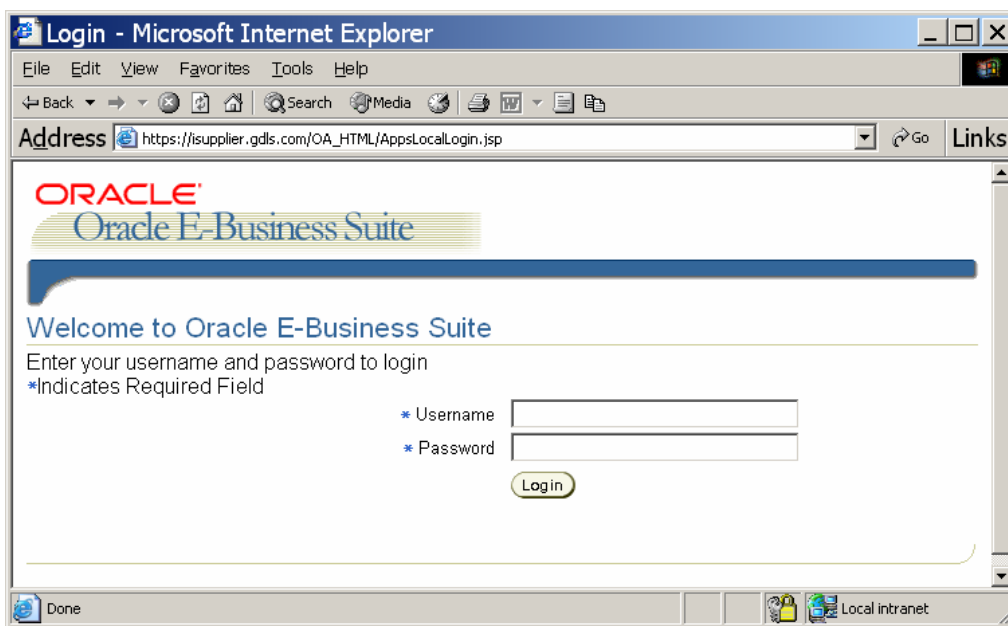 Login - Microsoft Internet Explorer
File Edit View Favorites Tools Help
Back Search Media
Address https://isupplier.gdls.com/OA_HTML/AppsLocalLogin.jsp Go Links
ORACLE
Oracle E-Business Suite
Welcome to Oracle E-Business Suite
Enter your username and password to login
*Indicates Required Field
* Username
* Password
Login
Done Local intranet